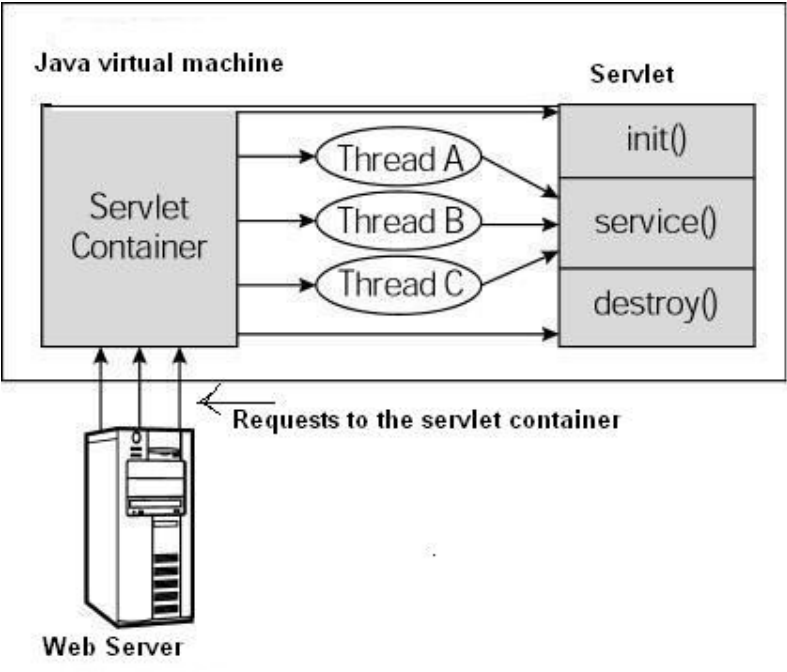 Java virtual machine
Servlet
Servlet
Container
Thread A
Thread B
Thread C
init()
service()
destroy()
Requests to the servlet container
Web Server